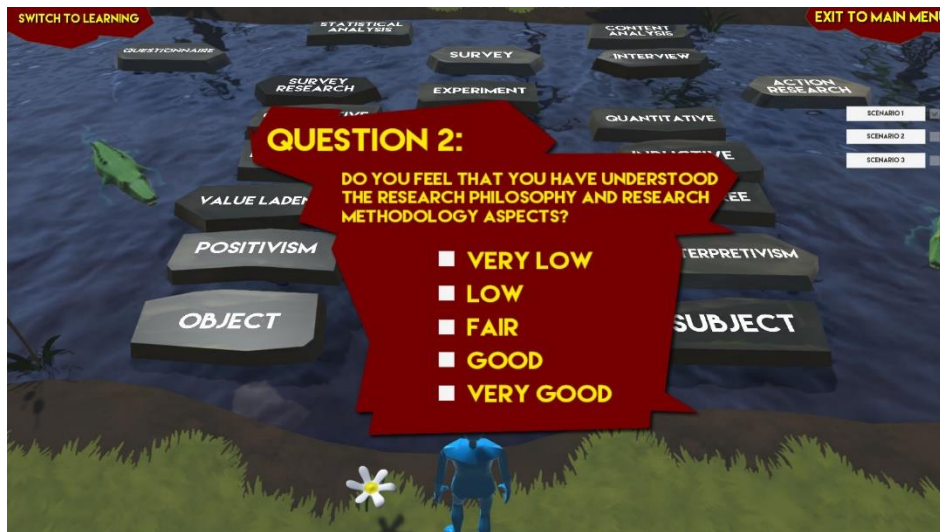 SWITCH TO LEARNING
EXIT TO MAIN MENU
STATISTICAL
ANALYSIS
CONTENT
ANALYSIS
QUESTIONNAIRE
SURVEY
INTERVIEW
SURVEY
RESEARCH
EXPERIMENT
ACTION
RESEARCH
QUANTITATIVE
SCENARIO 1
SCENARIO 2
SCENARIO 3
QUESTION 2:
DO YOU FEEL THAT YOU HAVE UNDERSTOOD
THE RESEARCH PHILOSOPHY AND RESEARCH
METHODOLOGY ASPECTS?
VALUE LADEN
POSITIVISM
TERPRETIVISM
OBJECT
SUBJECT
VERY LOW
LOW
FAIR
GOOD
VERY GOOD